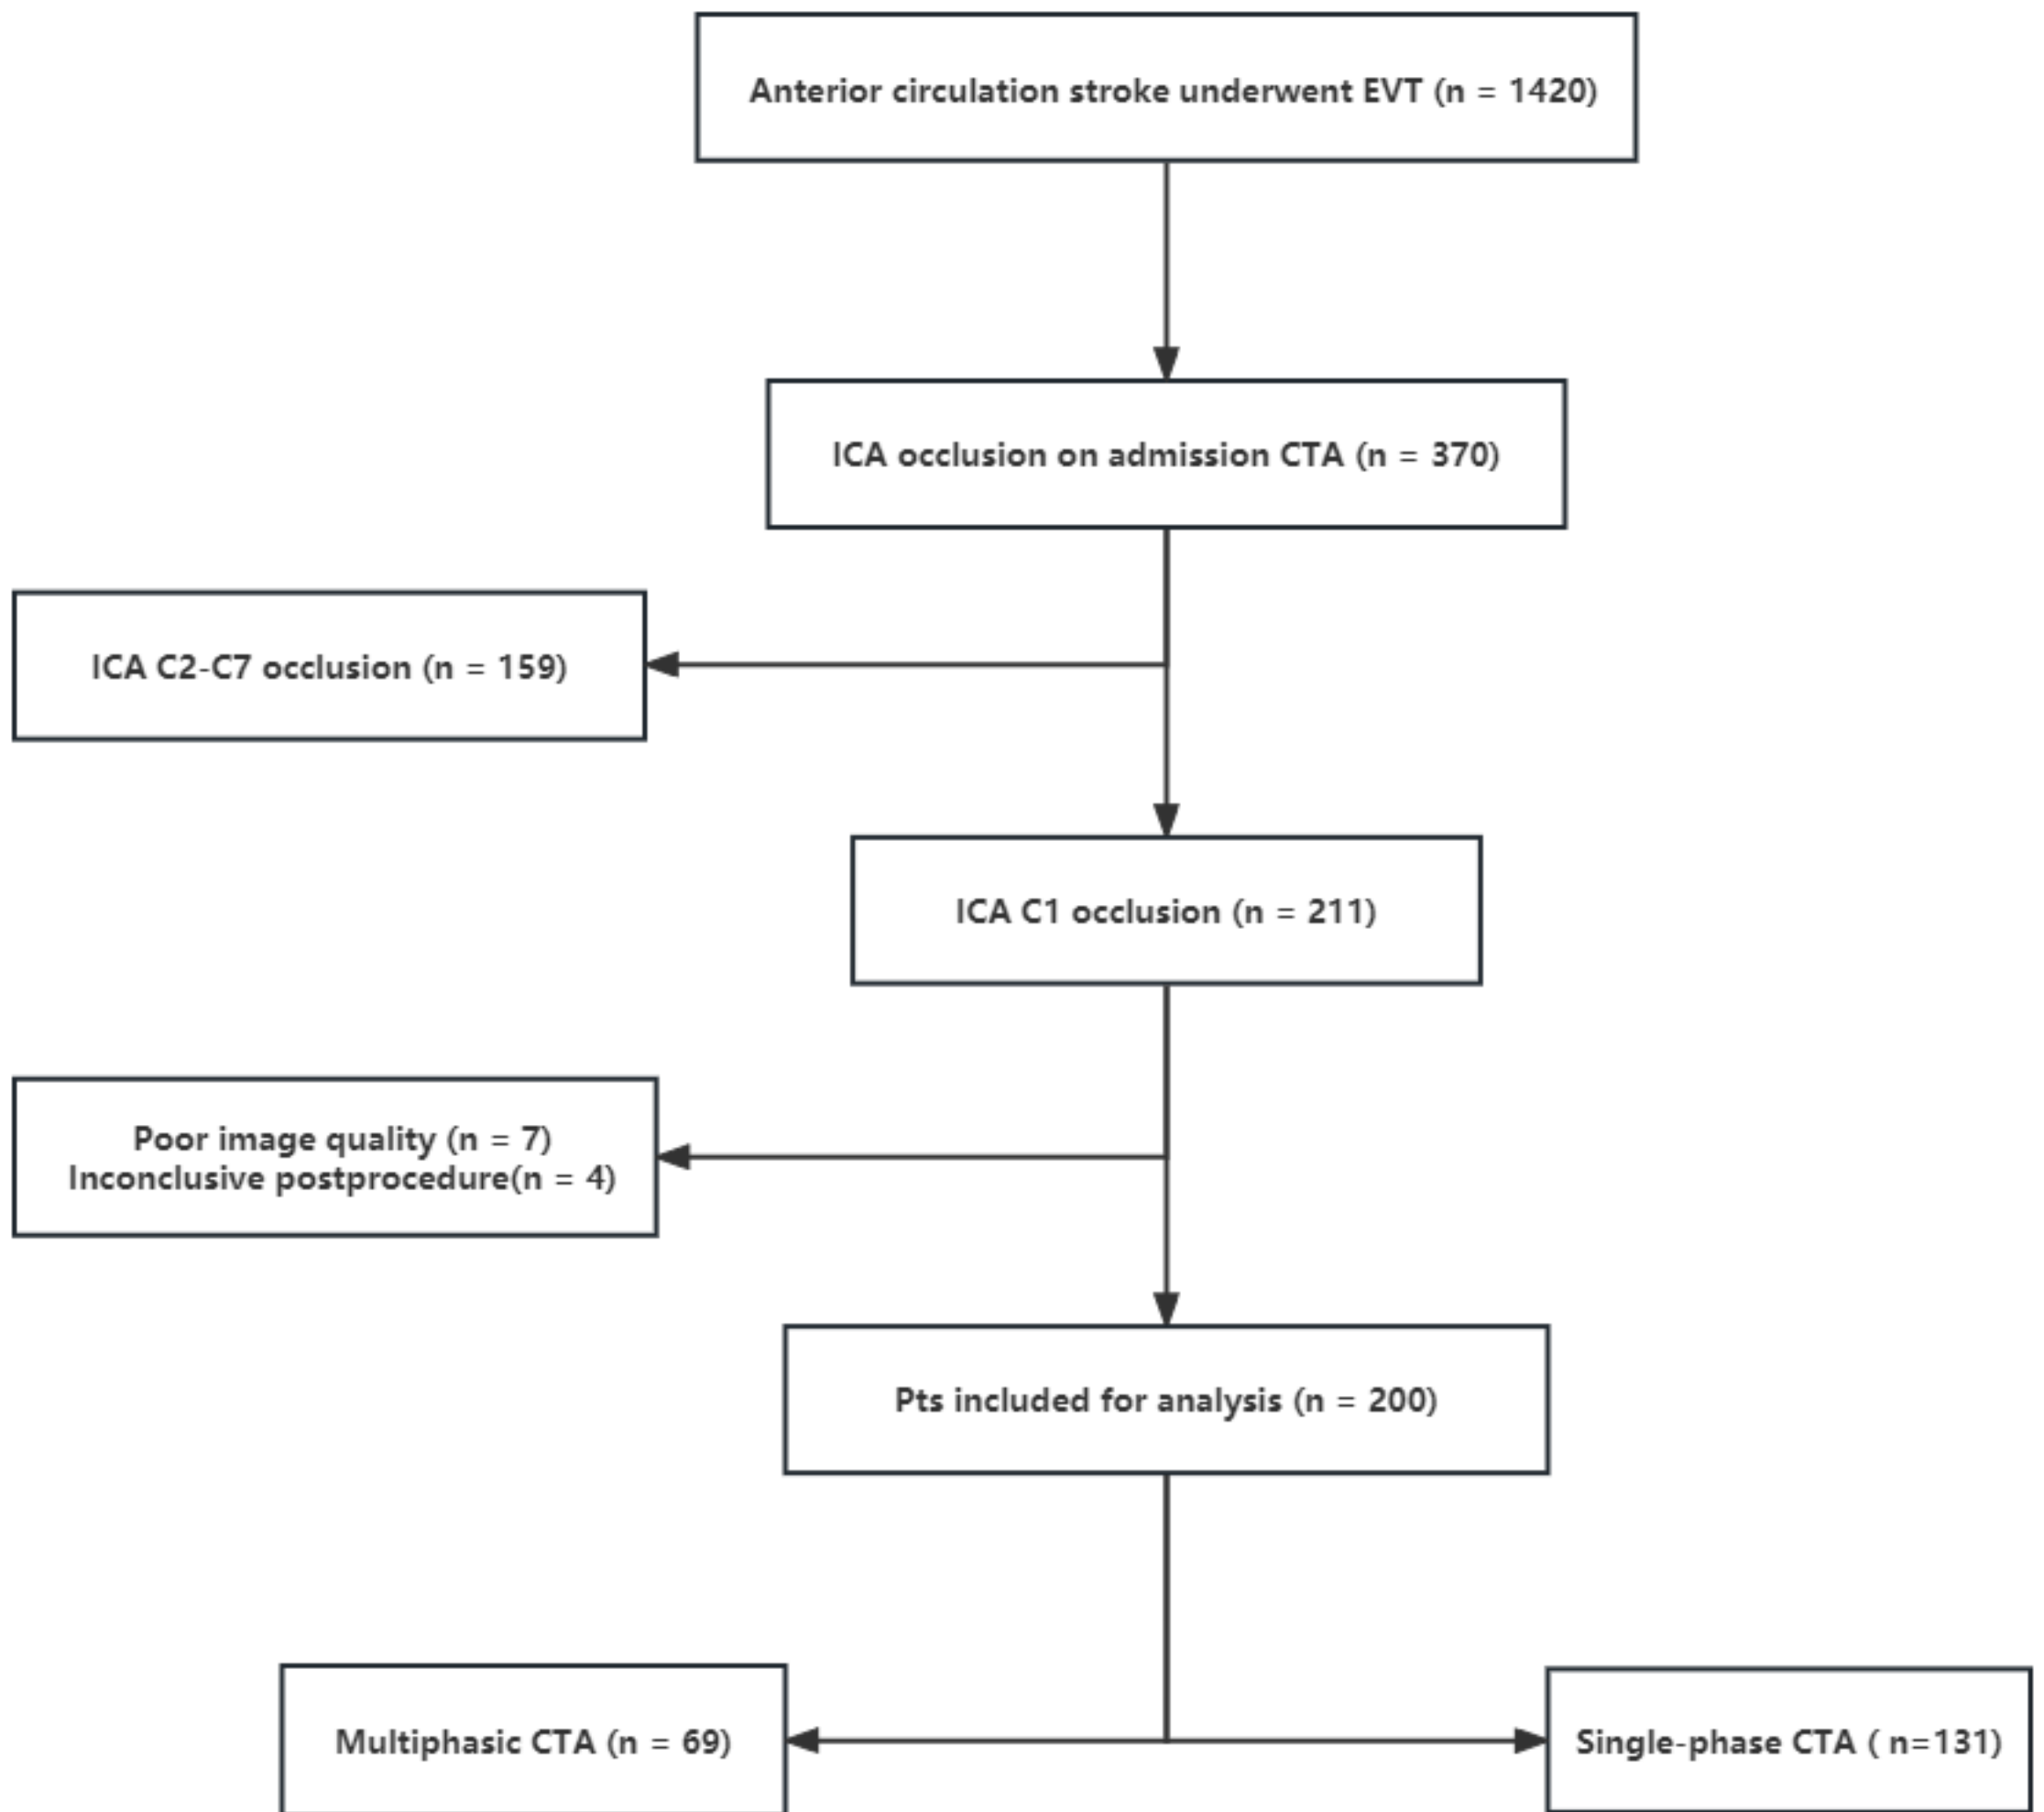 Anterior circulation stroke underwent EVT (n = 1420)
ICA occlusion on admission CTA (n = 370)
ICA C2-C7 occlusion (n = 159)
ICA C1 occlusion (n = 211)
Poor image quality (n = 7)
Inconclusive postprocedure(n = 4)
Pts included for analysis (n = 200)
Multiphasic CTA (n = 69)
Single-phase CTA ( n=131)